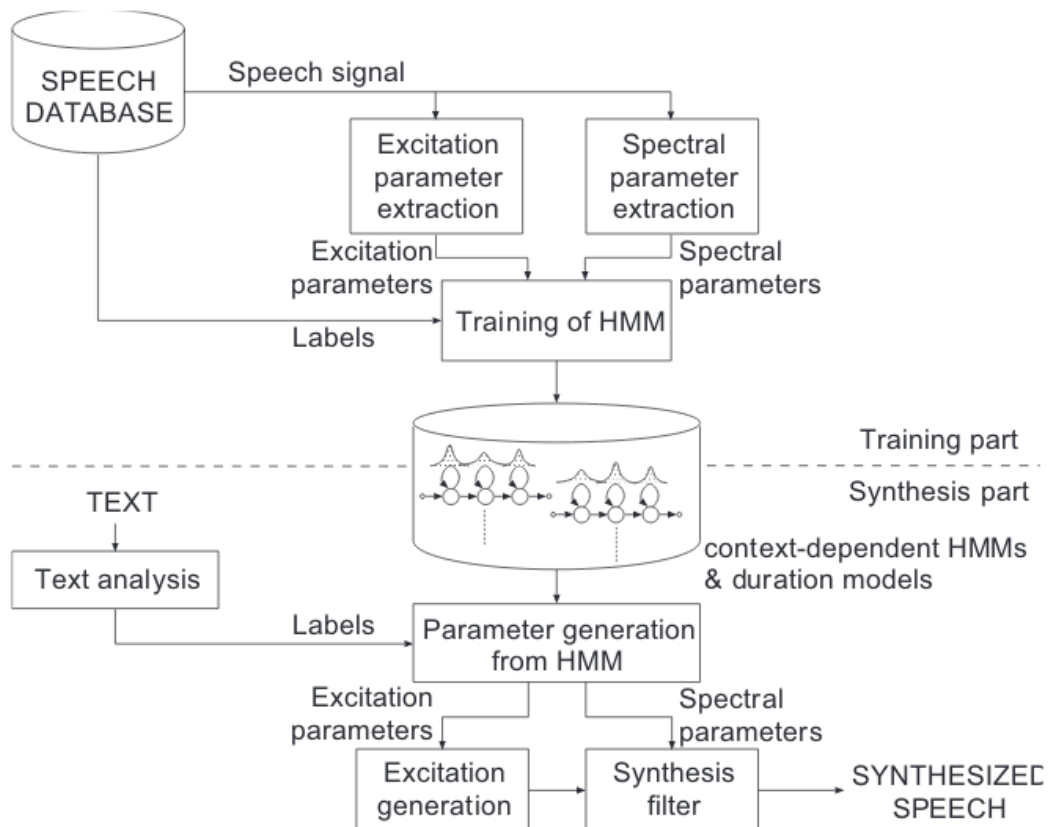 SPEECH
DATABASE
Speech signal
Excitation
parameter
extraction
Spectral
parameter
extraction
Excitation
parameters
Spectral
parameters
Training of HMM
Labels
Training part
Synthesis part
TEXT
context-dependent HMMs
& duration models
Text analysis
Labels
Parameter generation
from HMM
Excitation
parameters
Spectral
parameters
Excitation
generation
Synthesis
filter
SYNTHESIZED
SPEECH